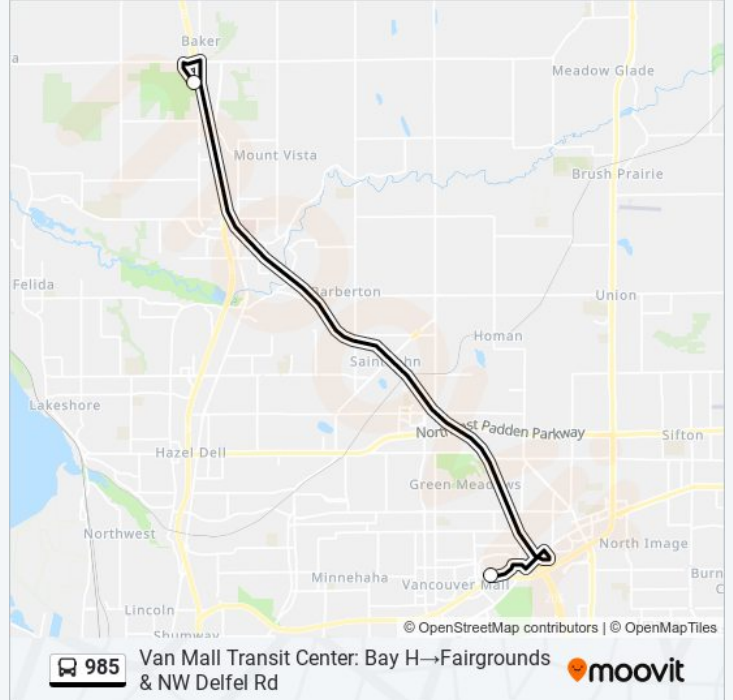 Baker
a
Meadow Glade
Mount Vista
Brush Prairie
Felida
Barberton
Union
Homan
Saint John
Lakeshore
Northeast Padden Parkway
Sifton
Hazel Dell
Green Meadows
Northwest
North Image
Minnehaha
Vancouver Mall
Burn
C
Lincoln
Shumway
© OpenStreetMap contributors | © OpenMapTiles
985
Van Mall Transit Center: Bay H→Fairgrounds
& NW Delfel Rd
moovit